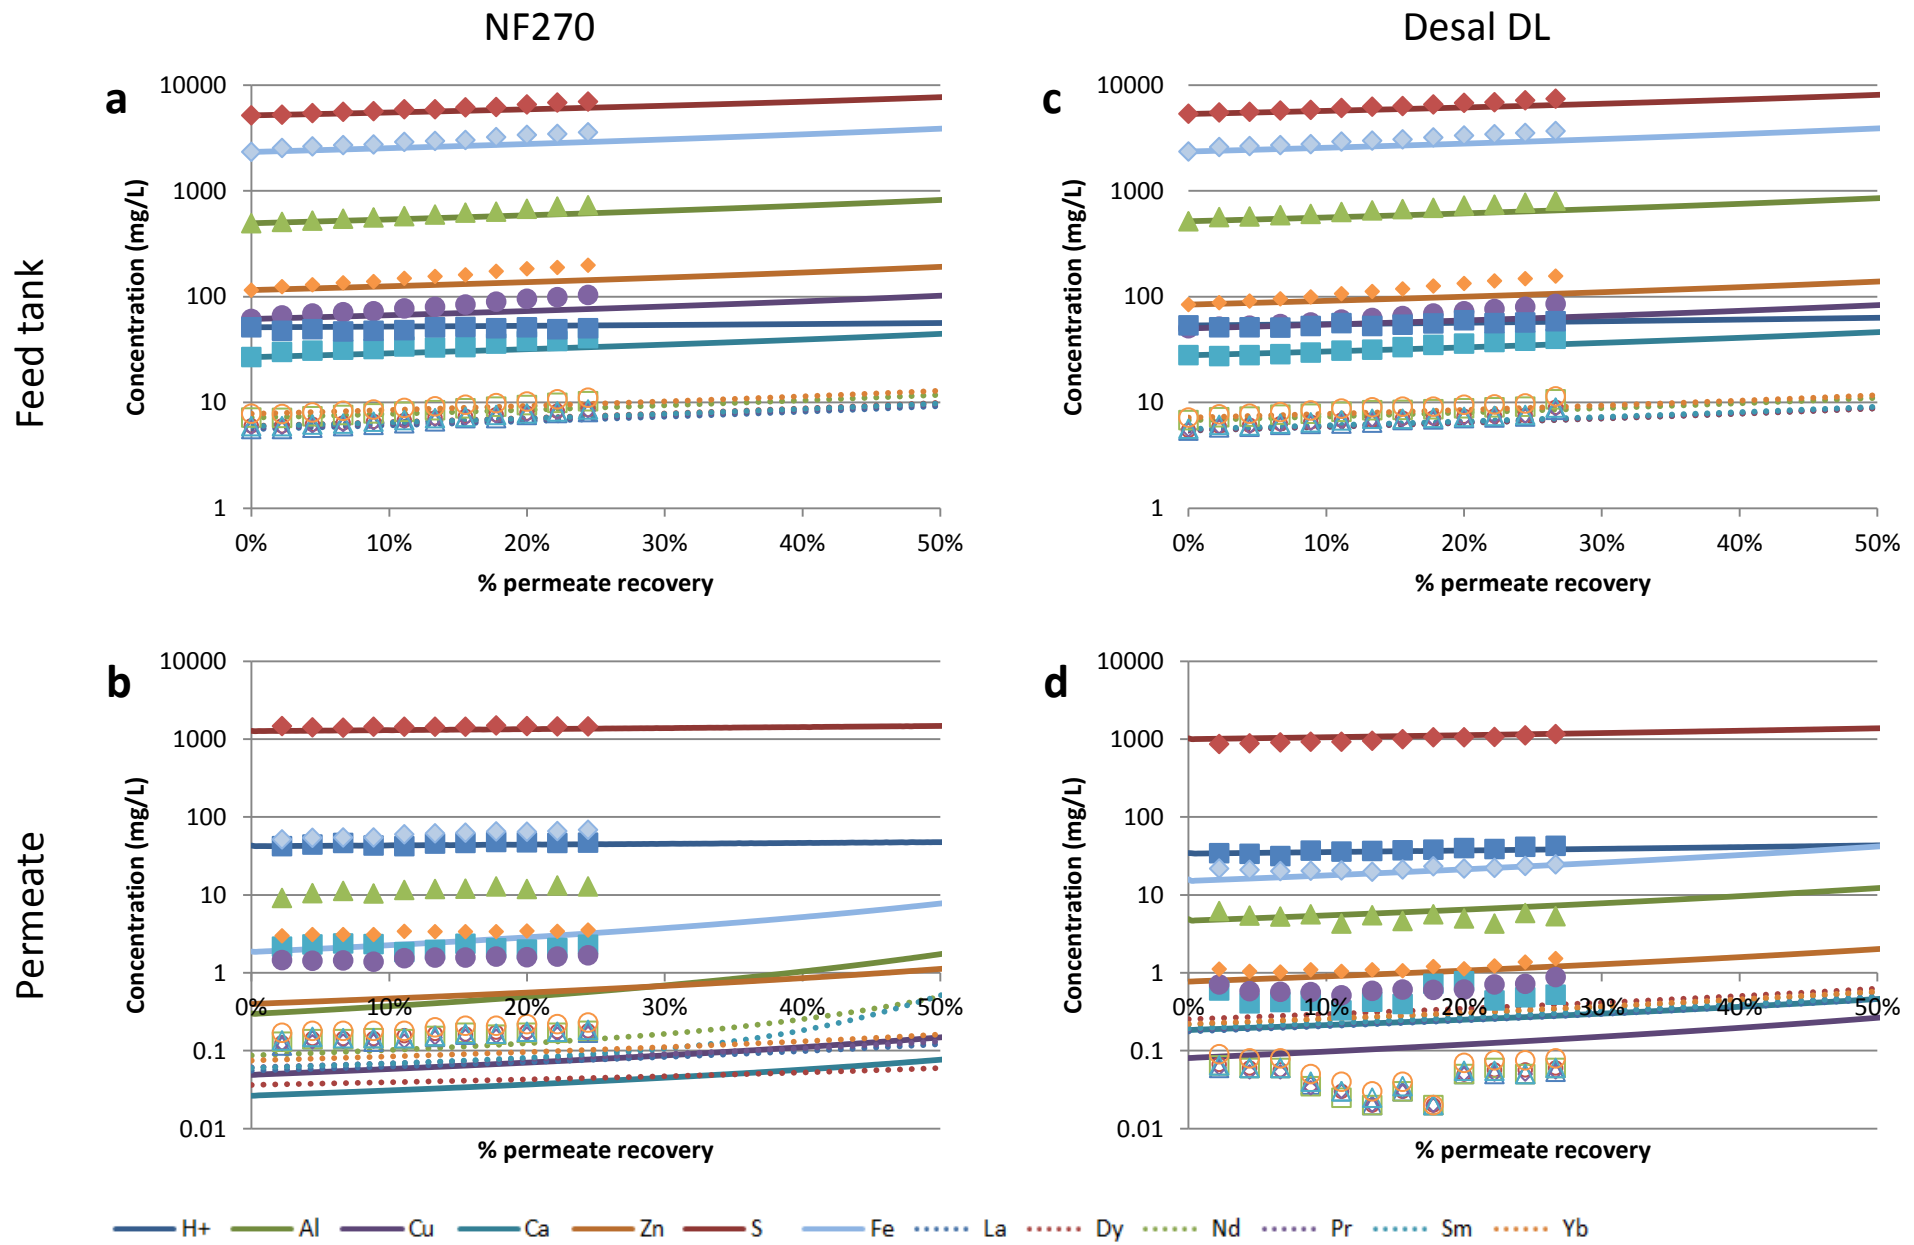 NF270
Desal DL
Feed tank
a
10000
1000
100
10
1
Concentration (mg/L)
0% 10% 20% 30% 40% 50%
% permeate recovery
c
10000
1000
100
10
1
Concentration (mg/L)
0% 10% 20% 30% 40% 50%
% permeate recovery
Permeate
b
10000
1000
100
10
1
0.1
0.01
Concentration (mg/L)
0% 10% 20% 30% 40% 50%
% permeate recovery
d
10000
1000
100
10
1
0.1
0.01
Concentration (mg/L)
0% 10% 20% 30% 40% 50%
% permeate recovery
H+ Al Cu Ca Zn S Fe La Dy Nd Pr Sm Yb